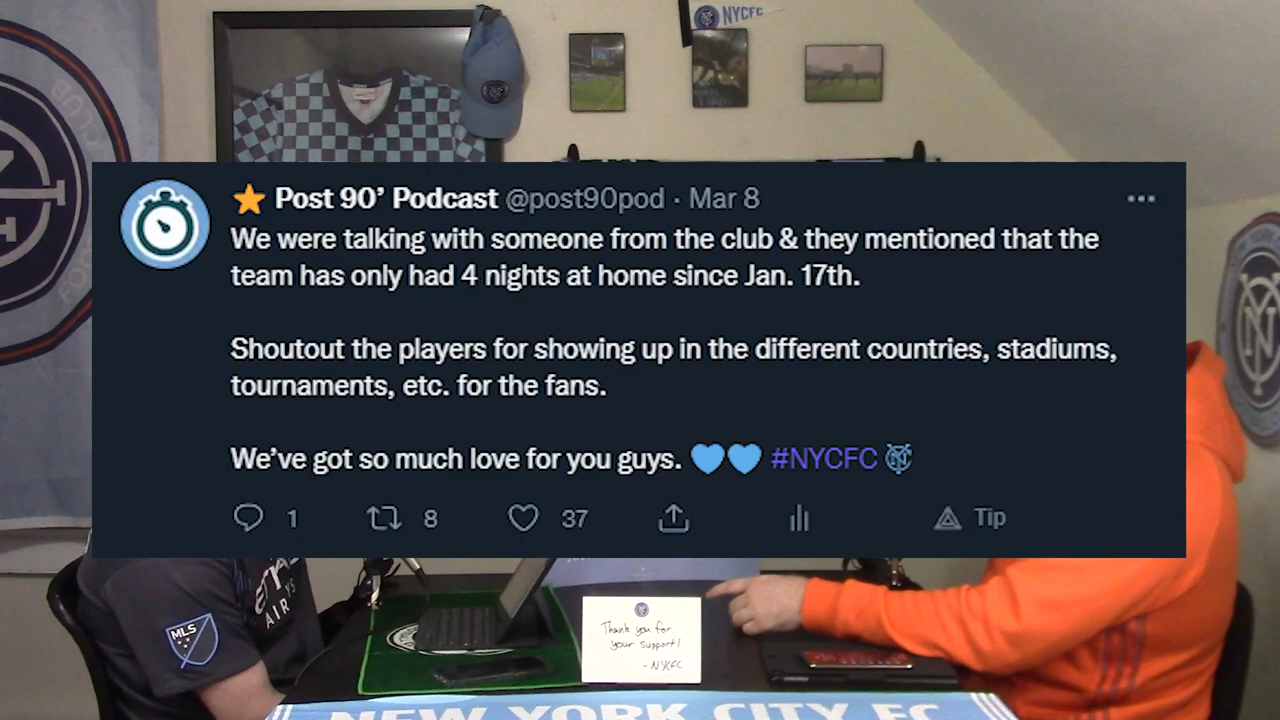 NYCFC
⭐ Post 90’ Podcast @post90pod · Mar 8
We were talking with someone from the club & they mentioned that the
team has only had 4 nights at home since Jan. 17th.
Shoutout the players for showing up in the different countries, stadiums,
tournaments, etc. for the fans.
We’ve got so much love for you guys. 🩵🩵 #NYCFC
1 8 37 Tip
MLS
ETIHAD
AIRWAYS
Thank you for
your support!
- NYCFC
NEW YORK CITY FC